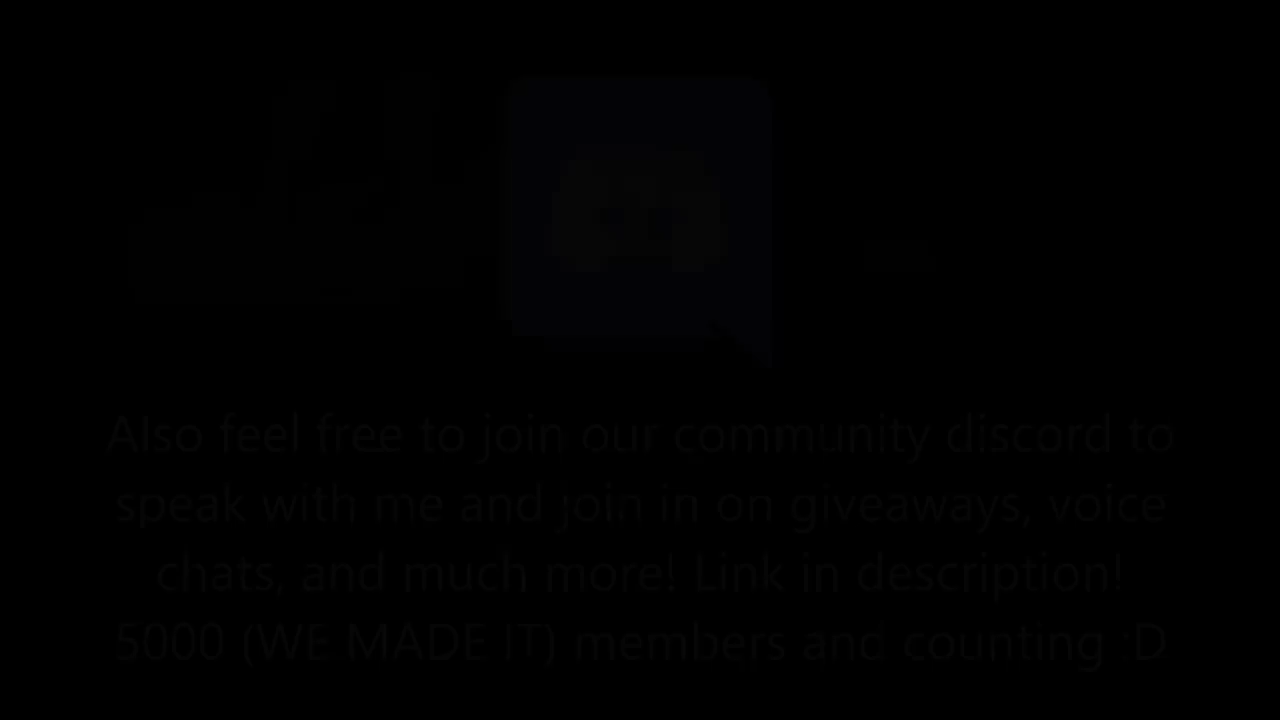 Also feel free to join our community discord to
speak with me and join in on giveaways, voice
chats, and much more! Link in description!
5000 (WE MADE IT) members and counting :D